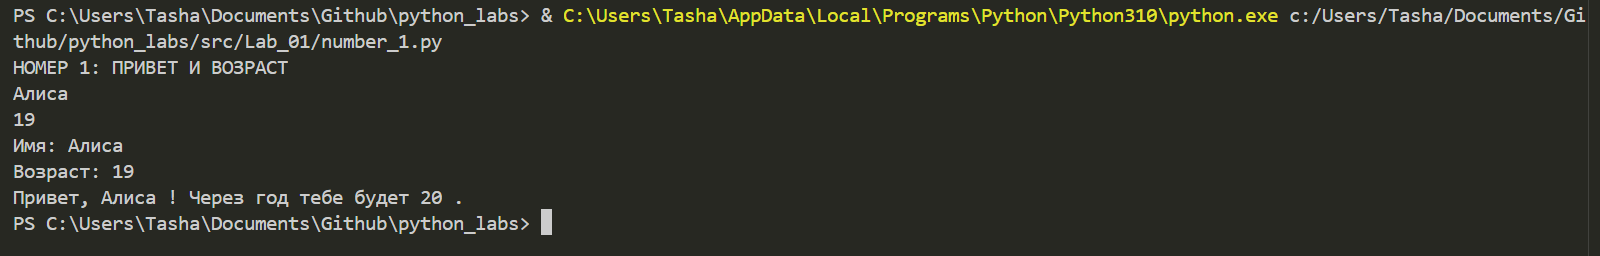 PS C:\Users\Tasha\Documents\Github\python_labs> & C:\Users\Tasha\AppData\Local\Programs\Python\Python310\python.exe c:/Users/Tasha/Documents/Gi
thub/python_labs/src/Lab_01/number_1.py
НОМЕР 1: ПРИВЕТ И ВОЗРАСТ
Алиса
19
Имя: Алиса
Возраст: 19
Привет, Алиса ! Через год тебе будет 20 .
PS C:\Users\Tasha\Documents\Github\python_labs>